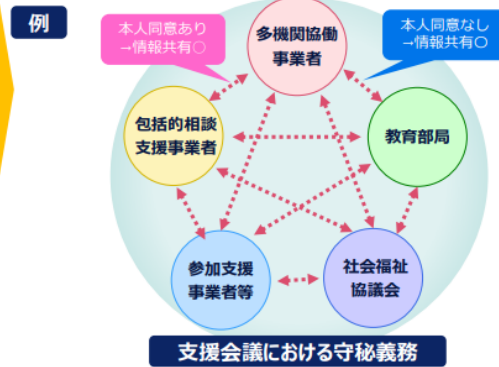 例
本人同意あり
→情報共有○
本人同意なし
→情報共有○
多機関協働
事業者
包括的相談
支援事業者
教育部局
参加支援
事業者等
社会福祉
協議会
支援会議における守秘義務